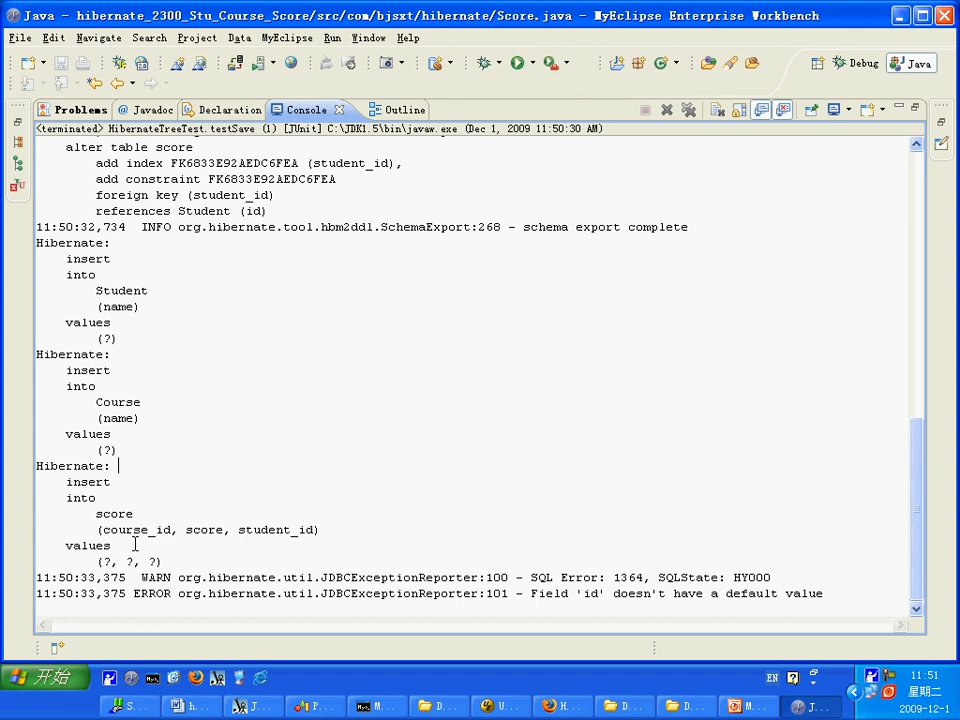 Java - hibernate_2300_Stu_Course_Score/src/com/bjsxt/hibernate/Score.java - MyEclipse Enterprise Workbench
File Edit Navigate Search Project Data MyEclipse Run Window Help
Debug Java
Problems @ Javadoc Declaration Console Outline
<terminated> HibernateTreeTest.testSave (1) [JUnit] C:\JDK1.5\bin\javaw.exe (Dec 1, 2009 11:50:30 AM)
alter table score
add index FK6833E92AEDC6FEA (student_id),
add constraint FK6833E92AEDC6FEA
foreign key (student_id)
references Student (id)
11:50:32,734 INFO org.hibernate.tool.hbm2ddl.SchemaExport:268 - schema export complete
Hibernate:
insert
into
Student
(name)
values
(?)
Hibernate:
insert
into
Course
(name)
values
(?)
Hibernate:
insert
into
score
(course_id, score, student_id)
values
(?, ?, ?)
11:50:33,375 WARN org.hibernate.util.JDBCExceptionReporter:100 - SQL Error: 1364, SQLState: HY000
11:50:33,375 ERROR org.hibernate.util.JDBCExceptionReporter:101 - Field 'id' doesn't have a default value
开始
EN
11:51
星期二
2009-12-1
S... h... J... P... M... D... U... H... D... D... M... J...